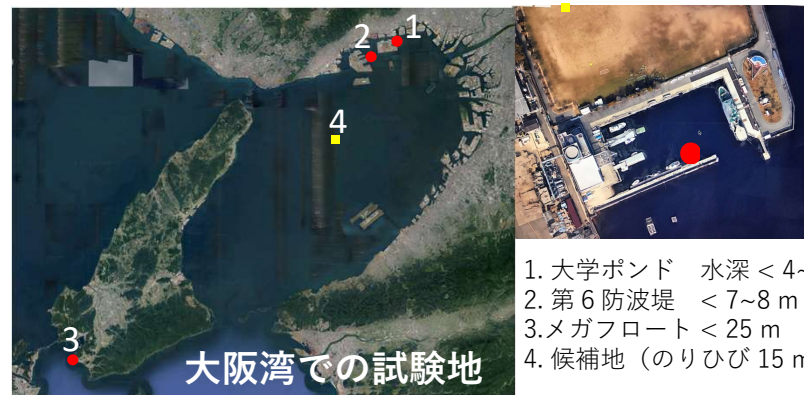 1
2
4
3
大阪湾での試験地
1. 大学ポンド 水深 < 4~
2. 第６防波堤 < 7~8 m
3.メガフロート < 25 m
4. 候補地（のりひび 15 m